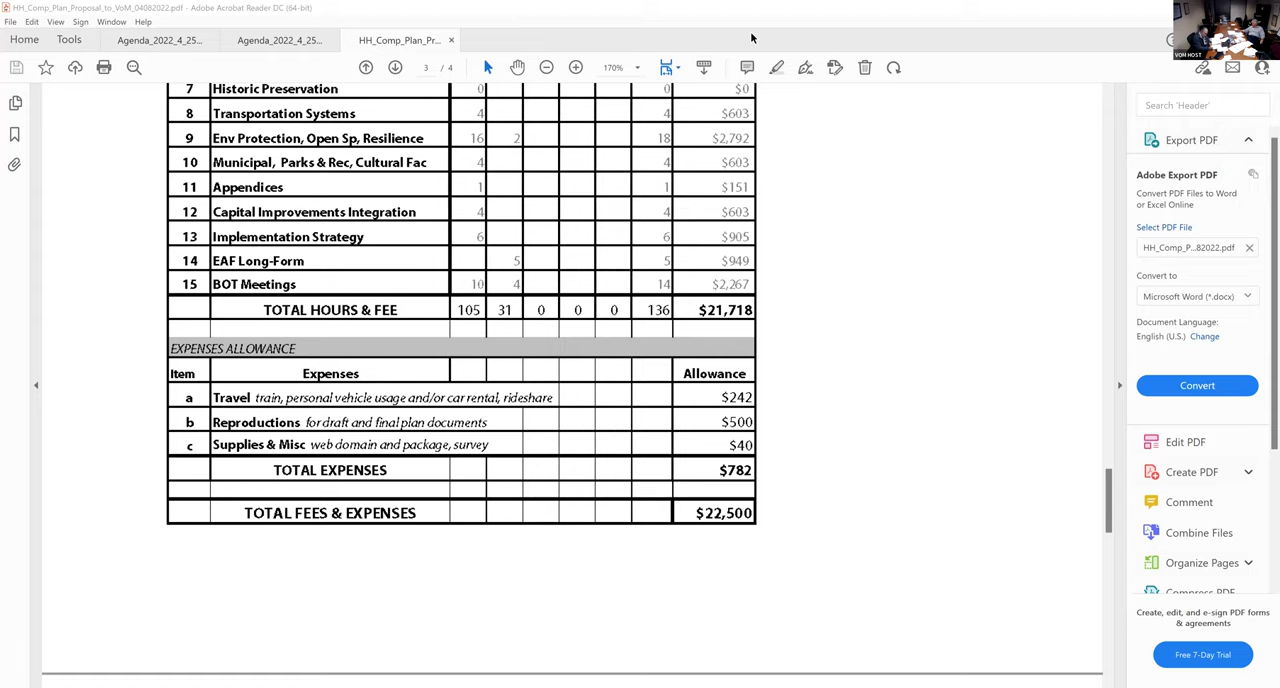 HH_Comp_Plan_Proposal_to_VoM_04082022.pdf - Adobe Acrobat Reader DC (64-bit)
File Edit View Sign Window Help
Home Tools Agenda_2022_4_25... Agenda_2022_4_25... HH_Comp_Plan_Pr... ×
3 / 4 170%
VOM HOST
7 Historic Preservation 0 0 $0
8 Transportation Systems 4 4 $603
9 Env Protection, Open Sp, Resilience 16 2 18 $2,792
10 Municipal, Parks & Rec, Cultural Fac 4 4 $603
11 Appendices 1 1 $151
12 Capital Improvements Integration 4 4 $603
13 Implementation Strategy 6 6 $905
14 EAF Long-Form 5 5 $949
15 BOT Meetings 10 4 14 $2,267
TOTAL HOURS & FEE 105 31 0 0 0 136 $21,718
EXPENSES ALLOWANCE
Item Expenses Allowance
a Travel train, personal vehicle usage and/or car rental, rideshare $242
b Reproductions for draft and final plan documents $500
c Supplies & Misc web domain and package, survey $40
TOTAL EXPENSES $782
TOTAL FEES & EXPENSES $22,500
Search 'Header'
Export PDF
Adobe Export PDF
Convert PDF Files to Word
or Excel Online
Select PDF File
HH_Comp_P...82022.pdf ×
Convert to
Microsoft Word (*.docx)
Document Language:
English (U.S.) Change
Convert
Edit PDF
Create PDF
Comment
Combine Files
Organize Pages
Compress PDF
Create, edit, and e-sign PDF forms
& agreements
Free 7-Day Trial